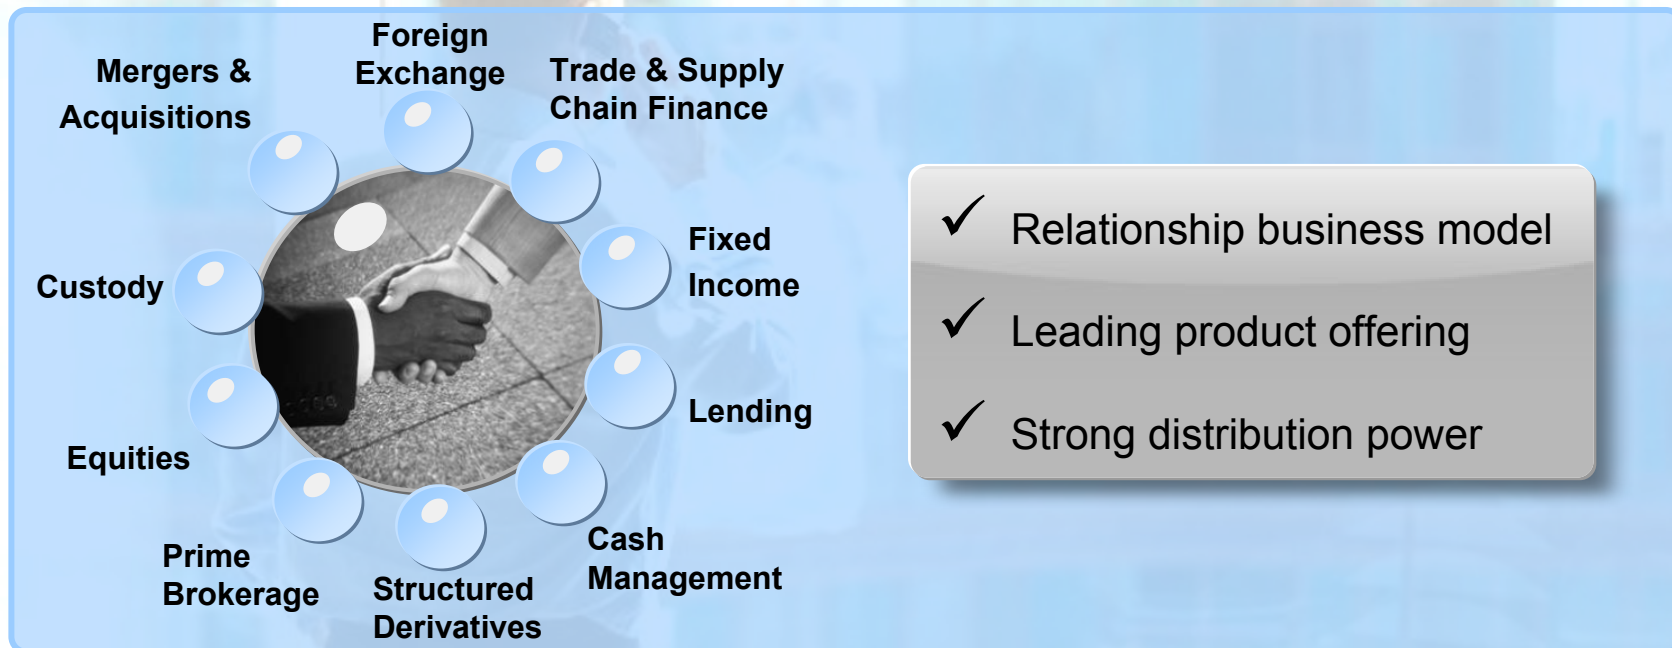 Foreign
Exchange
Mergers &
Acquisitions
Trade & Supply
Chain Finance
Fixed
Income
Custody
Lending
Equities
Cash
Management
Prime
Brokerage
Structured
Derivatives
✓ Relationship business model
✓ Leading product offering
✓ Strong distribution power